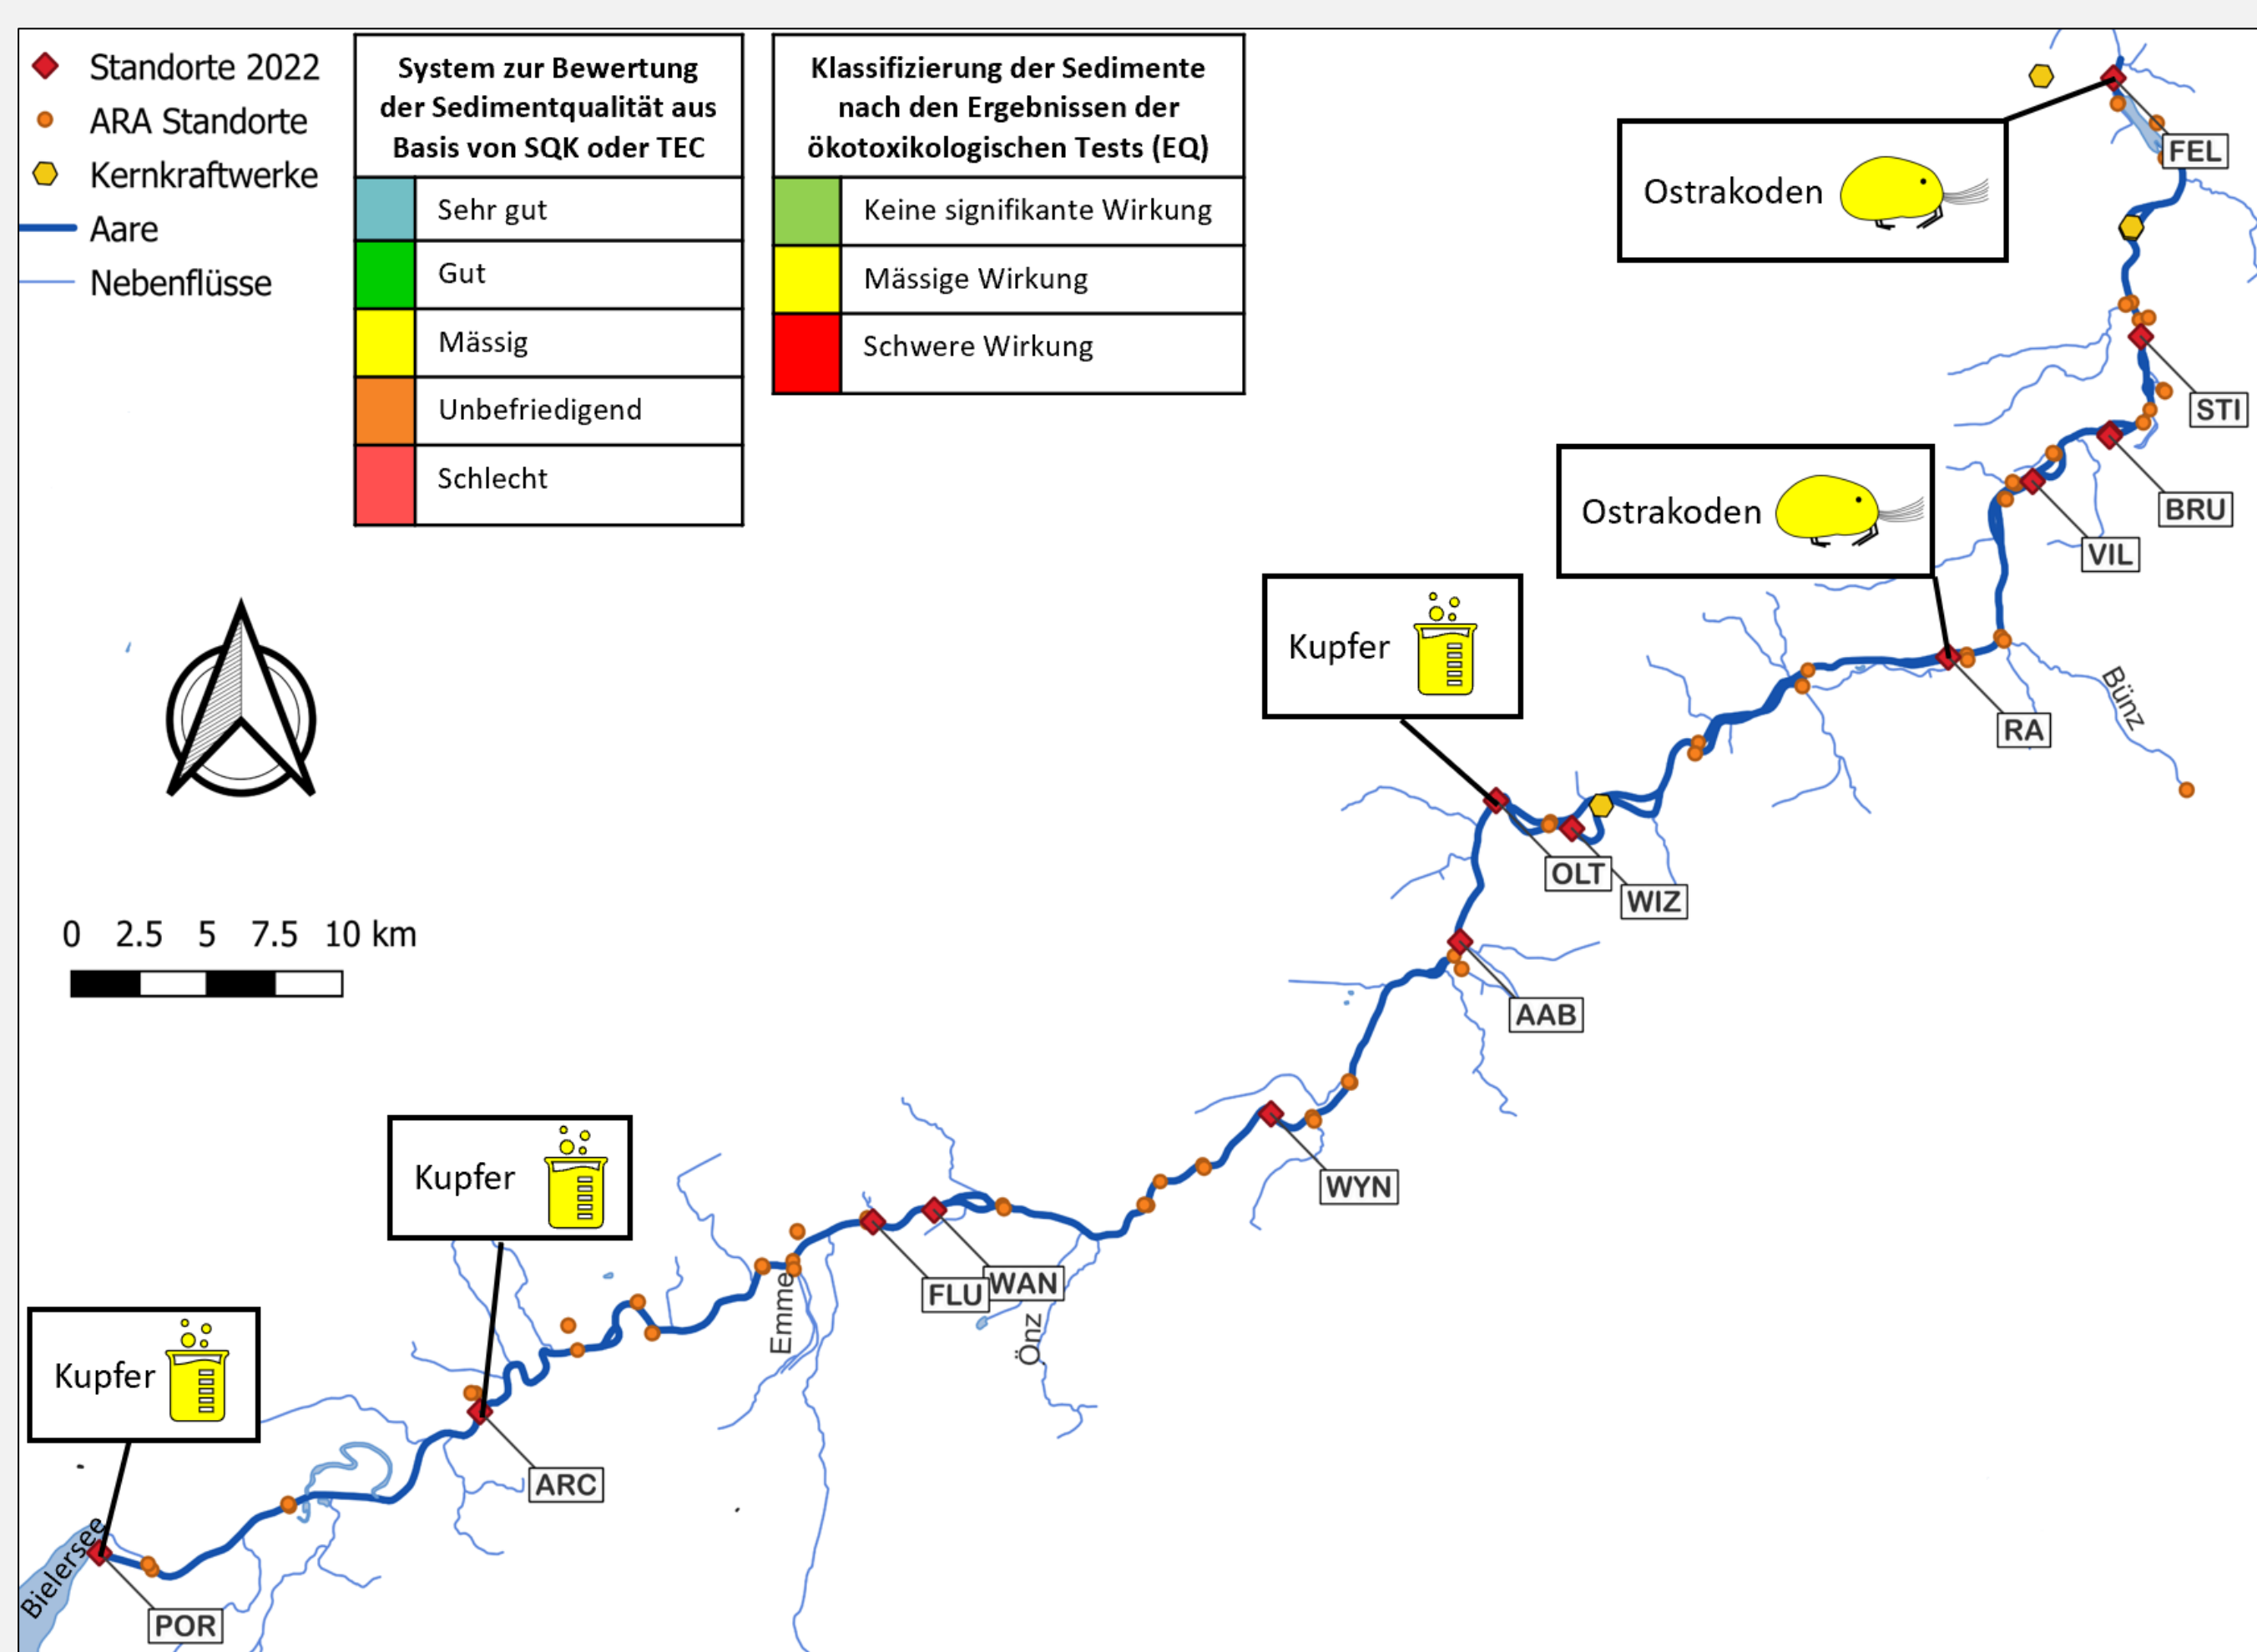 Standorte 2022
ARA Standorte
Kernkraftwerke
Aare
Nebenflüsse
System zur Bewertung
der Sedimentqualität aus
Basis von SQK oder TEC
Sehr gut
Gut
Mässig
Unbefriedigend
Schlecht
Klassifizierung der Sedimente
nach den Ergebnissen der
ökotoxikologischen Tests (EQ)
Keine signifikante Wirkung
Mässige Wirkung
Schwere Wirkung
Ostrakoden
FEL
STI
Ostrakoden
BRU
VIL
Kupfer
RA
Bünz
OLT
WIZ
0 2.5 5 7.5 10 km
AAB
Kupfer
WYN
FLU
WAN
Emme
Önz
Kupfer
ARC
Bielersee
POR